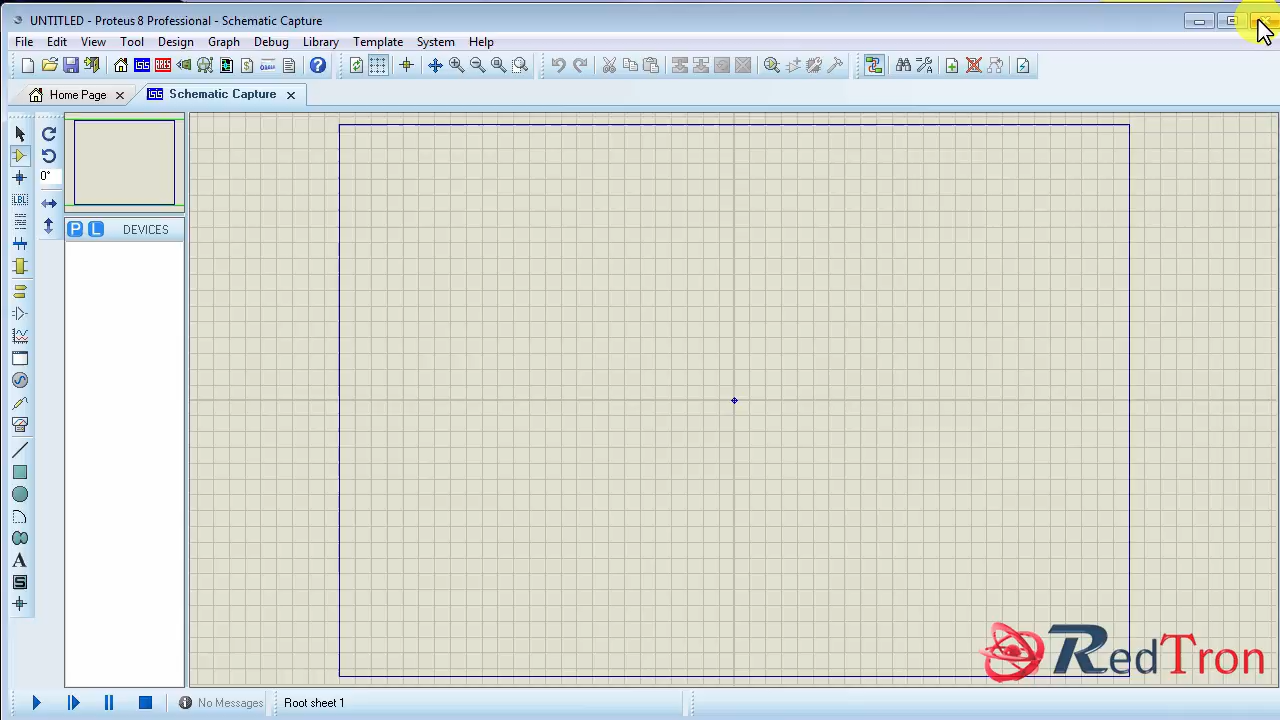 UNTITLED - Proteus 8 Professional - Schematic Capture
File Edit View Tool Design Graph Debug Library Template System Help
Home Page Schematic Capture
0°
LBL
P L DEVICES
A
S
RedTron
No Messages Root sheet 1